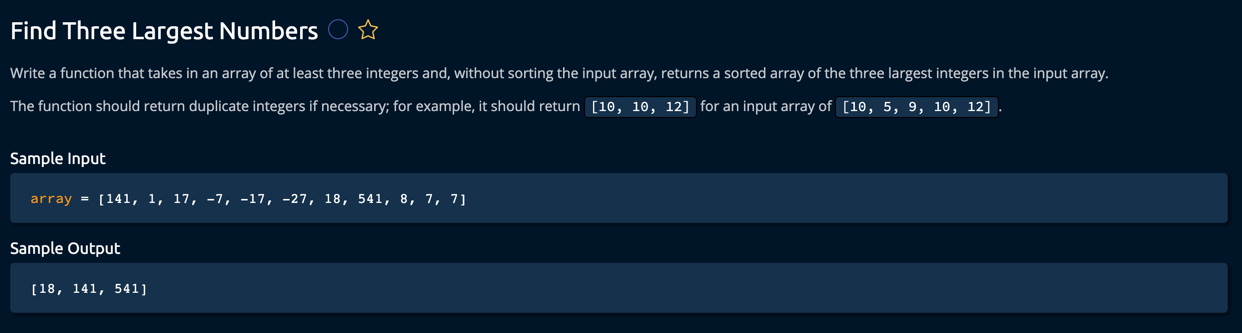 Find Three Largest Numbers
Write a function that takes in an array of at least three integers and, without sorting the input array, returns a sorted array of the three largest integers in the input array.
The function should return duplicate integers if necessary; for example, it should return [10, 10, 12] for an input array of [10, 5, 9, 10, 12].
Sample Input
array = [141, 1, 17, -7, -17, -27, 18, 541, 8, 7, 7]
Sample Output
[18, 141, 541]